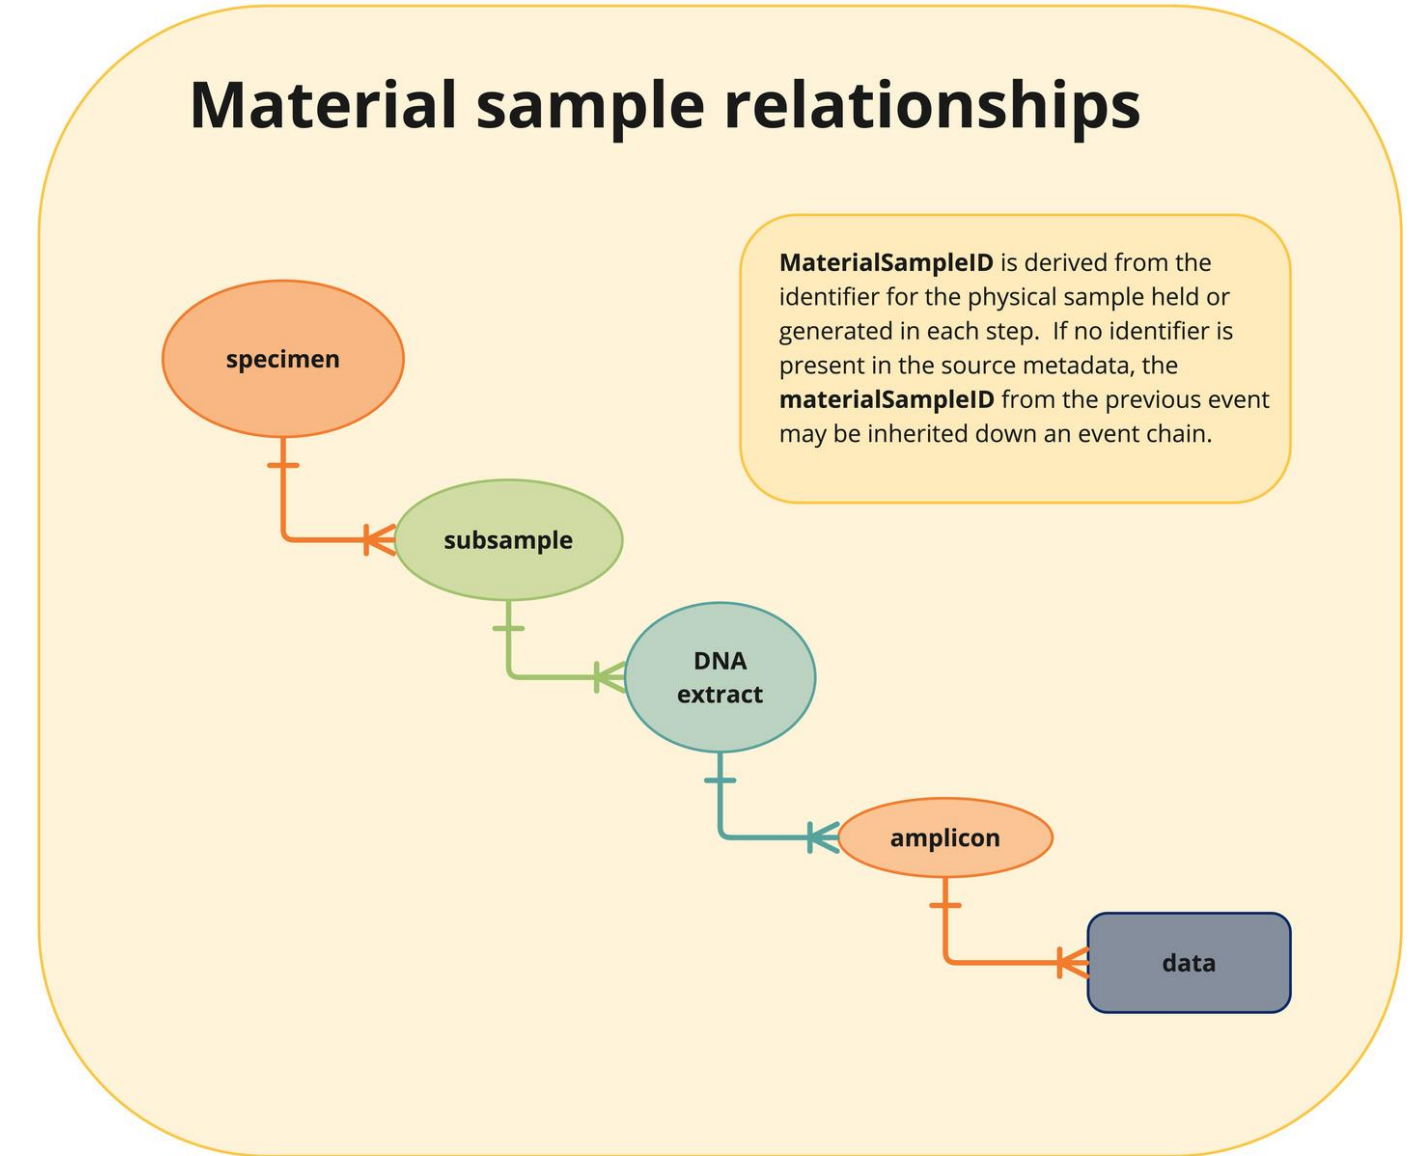 Material sample relationships
MaterialSampleID is derived from the
identifier for the physical sample held or
generated in each step.  If no identifier is
present in the source metadata, the
materialSampleID from the previous event
may be inherited down an event chain.
specimen
subsample
DNA
extract
amplicon
data